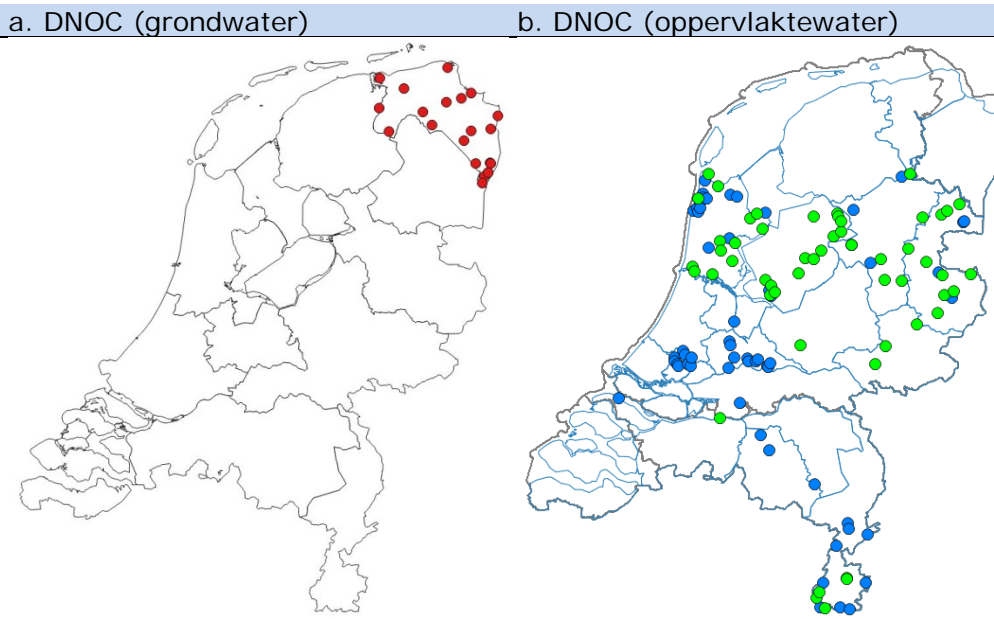 a. DNOC (grondwater)
b. DNOC (oppervlaktewater)